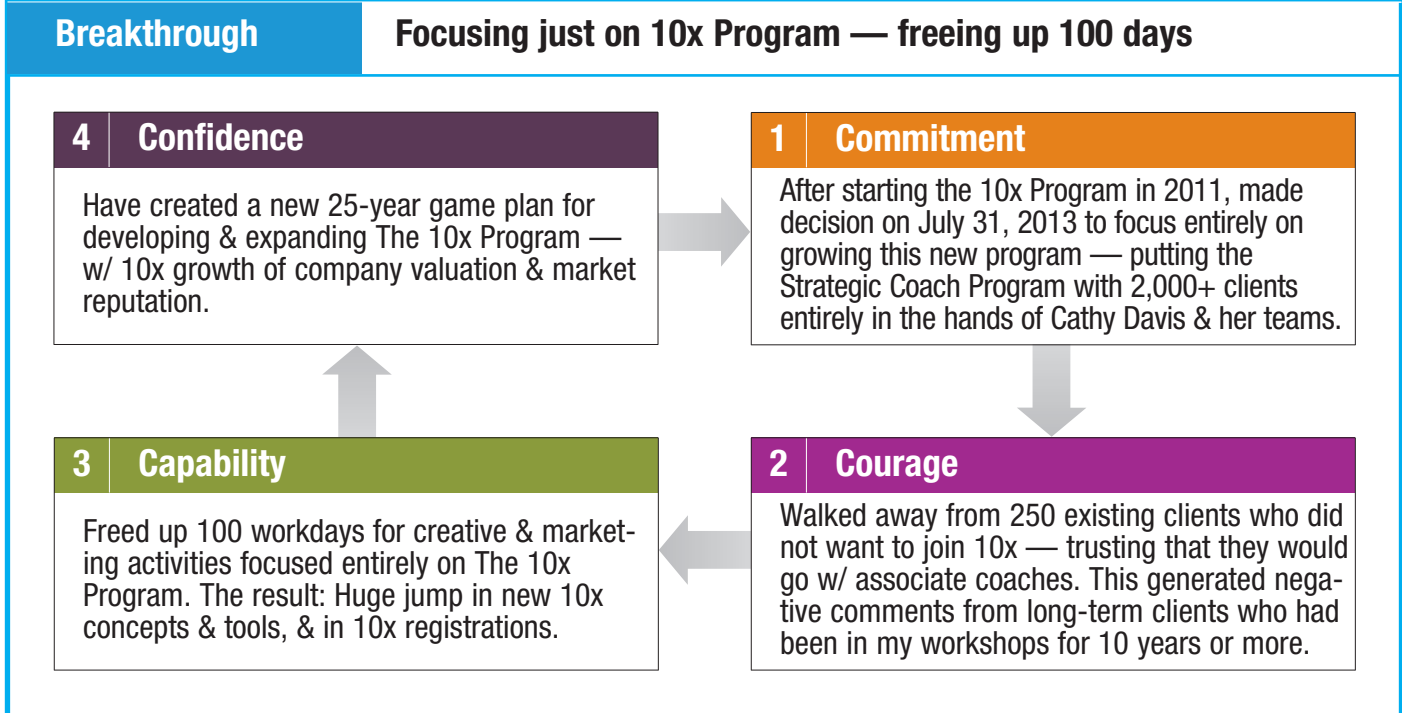 Breakthrough
Focusing just on 10x Program — freeing up 100 days
4 Confidence
Have created a new 25-year game plan for
developing & expanding The 10x Program —
w/ 10x growth of company valuation & market
reputation.
1 Commitment
After starting the 10x Program in 2011, made
decision on July 31, 2013 to focus entirely on
growing this new program — putting the
Strategic Coach Program with 2,000+ clients
entirely in the hands of Cathy Davis & her teams.
3 Capability
Freed up 100 workdays for creative & market-
ing activities focused entirely on The 10x
Program. The result: Huge jump in new 10x
concepts & tools, & in 10x registrations.
2 Courage
Walked away from 250 existing clients who did
not want to join 10x — trusting that they would
go w/ associate coaches. This generated nega-
tive comments from long-term clients who had
been in my workshops for 10 years or more.